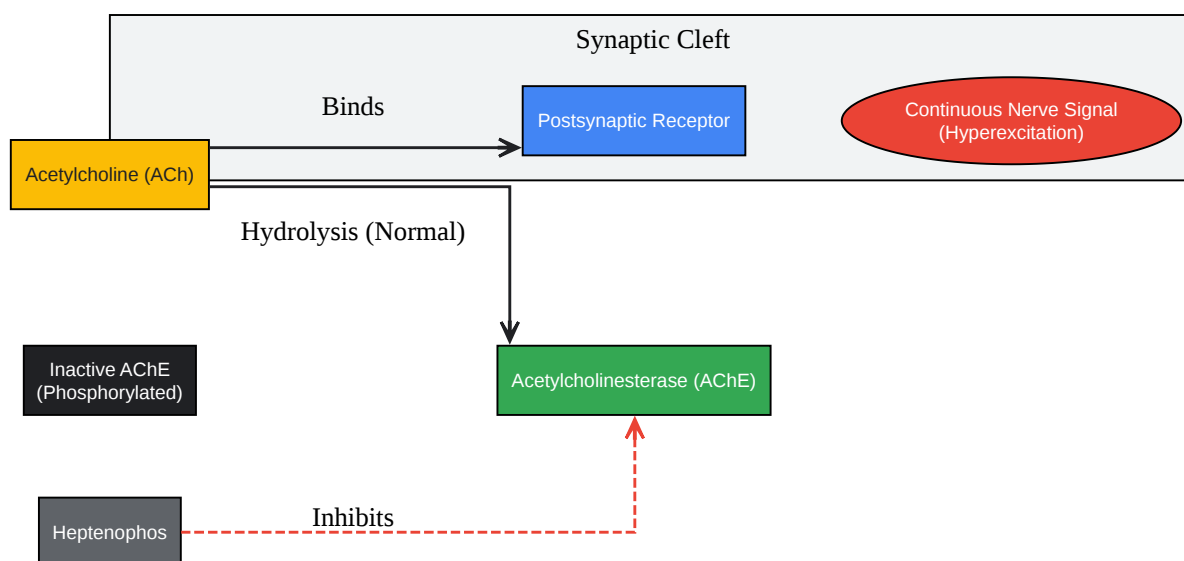 Synaptic Cleft
Binds
Postsynaptic Receptor
Continuous Nerve Signal
(Hyperexcitation)
Acetylcholine (ACh)
Hydrolysis (Normal)
Inactive AChE
(Phosphorylated)
Acetylcholinesterase (AChE)
Heptenophos
Inhibits